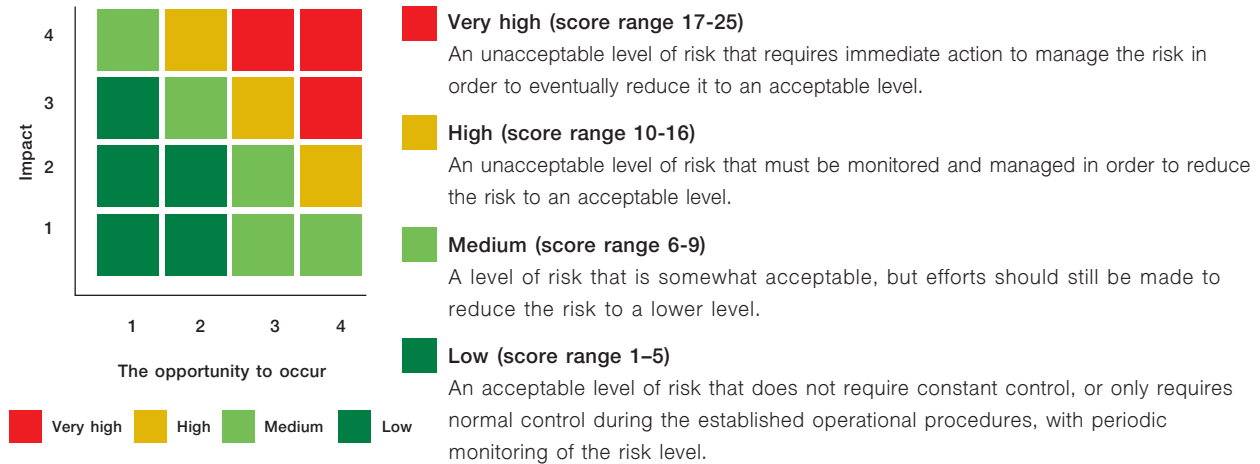 4
3
2
1
Impact
1 2 3 4
The opportunity to occur
Very high High Medium Low
Very high (score range 17-25)
An unacceptable level of risk that requires immediate action to manage the risk in
order to eventually reduce it to an acceptable level.
High (score range 10-16)
An unacceptable level of risk that must be monitored and managed in order to reduce
the risk to an acceptable level.
Medium (score range 6-9)
A level of risk that is somewhat acceptable, but efforts should still be made to
reduce the risk to a lower level.
Low (score range 1–5)
An acceptable level of risk that does not require constant control, or only requires
normal control during the established operational procedures, with periodic
monitoring of the risk level.